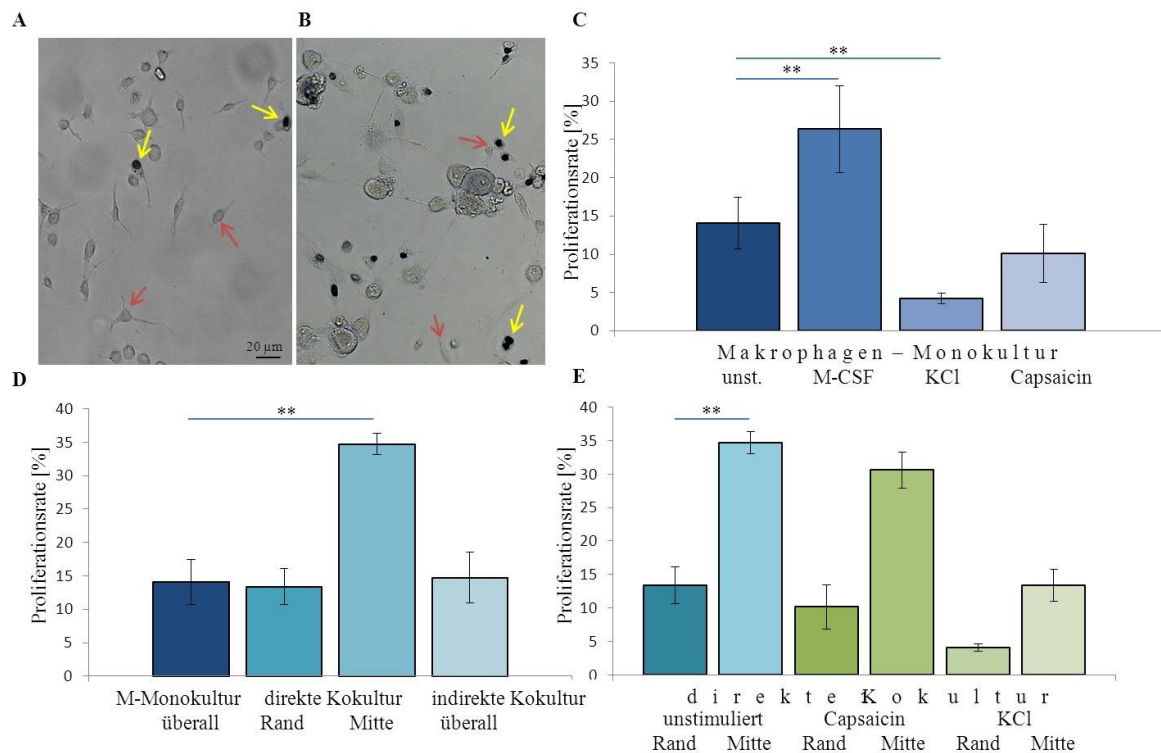 A
B
20 µm
C
Proliferationsrate [%]
35
30
25
20
15
10
5
0
**
**
Makrophagen – Monokultur
unst. M-CSF KCl Capsaicin
D
Proliferationsrate [%]
40
35
30
25
20
15
10
5
0
**
M-Monokultur direkte Kokultur indirekte Kokultur
überall Rand Mitte überall
E
Proliferationsrate [%]
40
35
30
25
20
15
10
5
0
**
direkte Kokultur
unstimuliert Capsaicin KCl
Rand Mitte Rand Mitte Rand Mitte